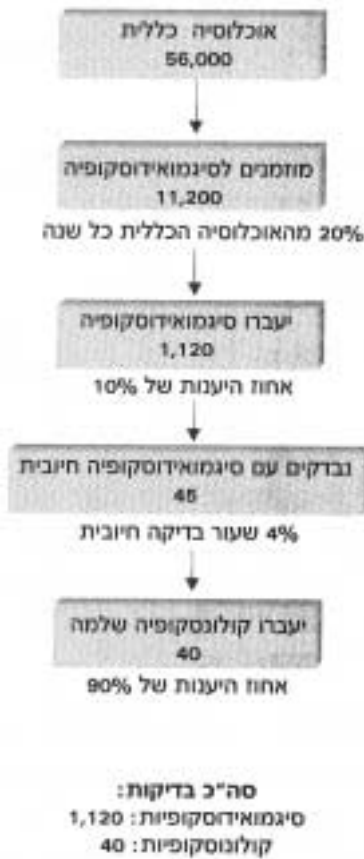 אוכלוסיה כללית
56,000
מוזמנים לסיגמואידוסקופיה
11,200
20% מהאוכלוסיה הכללית כל שנה
יעברו סיגמואידוסקופיה
1,120
אחוז היענות של 10%
נבדקים עם סיגמואידוסקופיה חיובית
45
4% שעור בדיקה חיובית
יעברו קולונסקופיה שלמה
40
אחוז היענות של 90%
סה"כ בדיקות:
סיגמואידוסקופיות: 1,120
קולונוסקופיות: 40